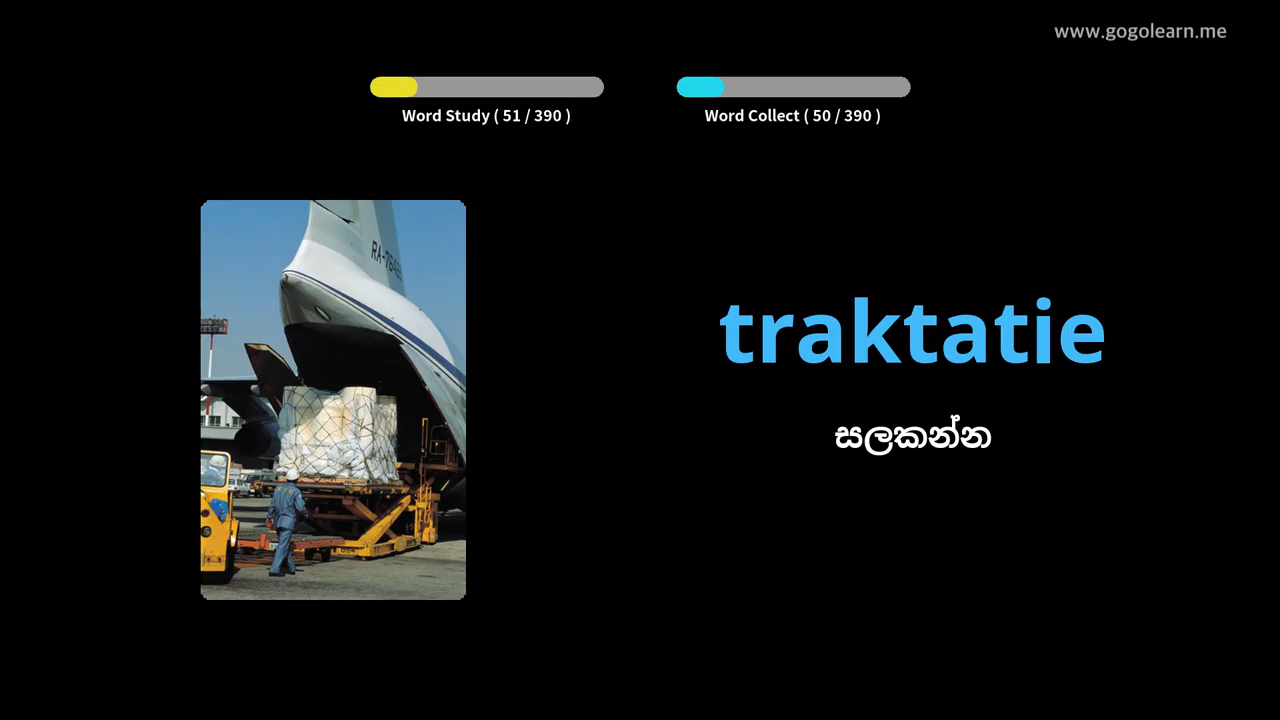 www.gogolearn.me
Word Study ( 51 / 390 )
Word Collect ( 50 / 390 )
traktatie
සලකන්න